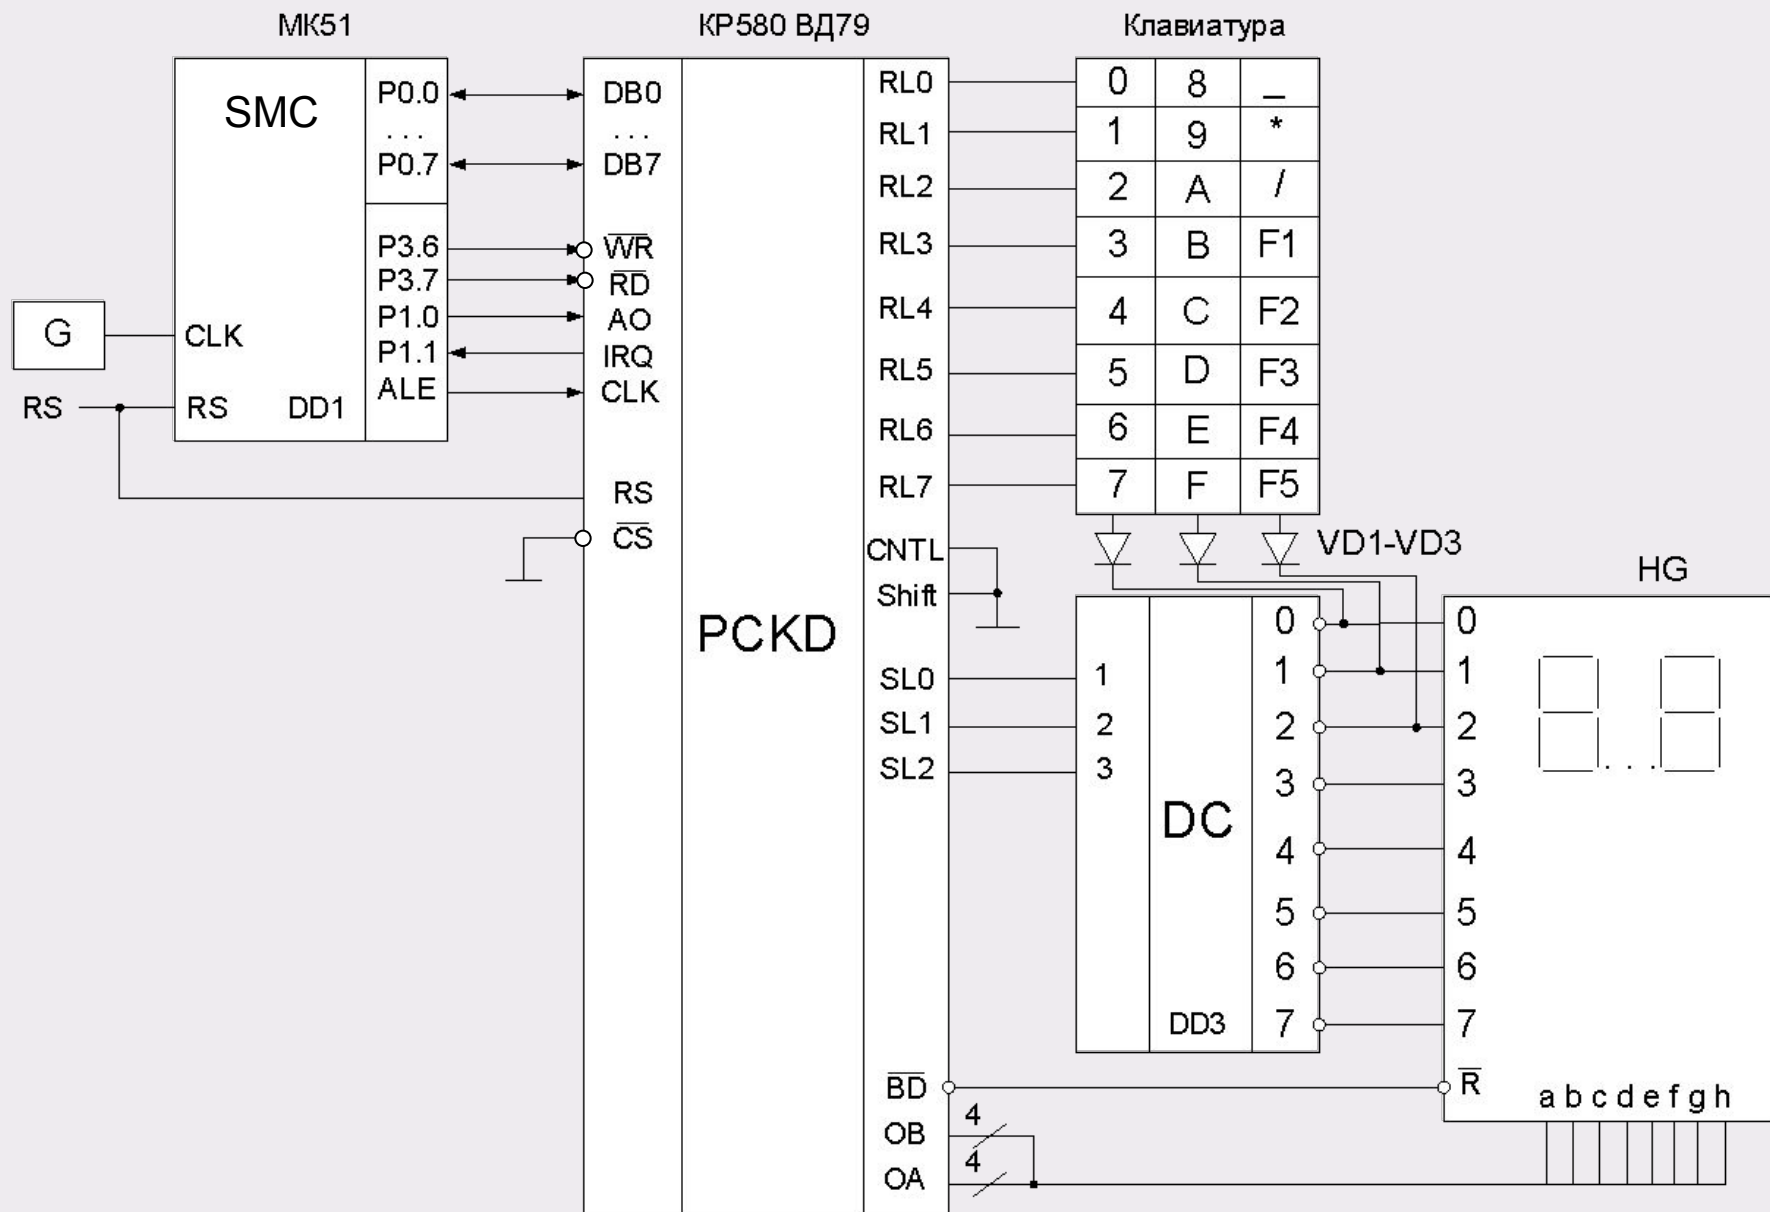 МК51
КР580 ВД79
Клавиатура
SMC
P0.0
. . .
P0.7
P3.6
P3.7
P1.0
P1.1
ALE
CLK
RS
DD1
G
RS
DB0
. . .
DB7
WR
RD
AO
IRQ
CLK
RS
CS
PCKD
RL0
RL1
RL2
RL3
RL4
RL5
RL6
RL7
CNTL
Shift
SL0
SL1
SL2
BD
OB
OA
4
4
0 8 _
1 9 *
2 A /
3 B F1
4 C F2
5 D F3
6 E F4
7 F F5
VD1-VD3
1
2
3
DC
DD3
0
1
2
3
4
5
6
7
HG
0
1
2
3
4
5
6
7
R
. . .
a b c d e f g h